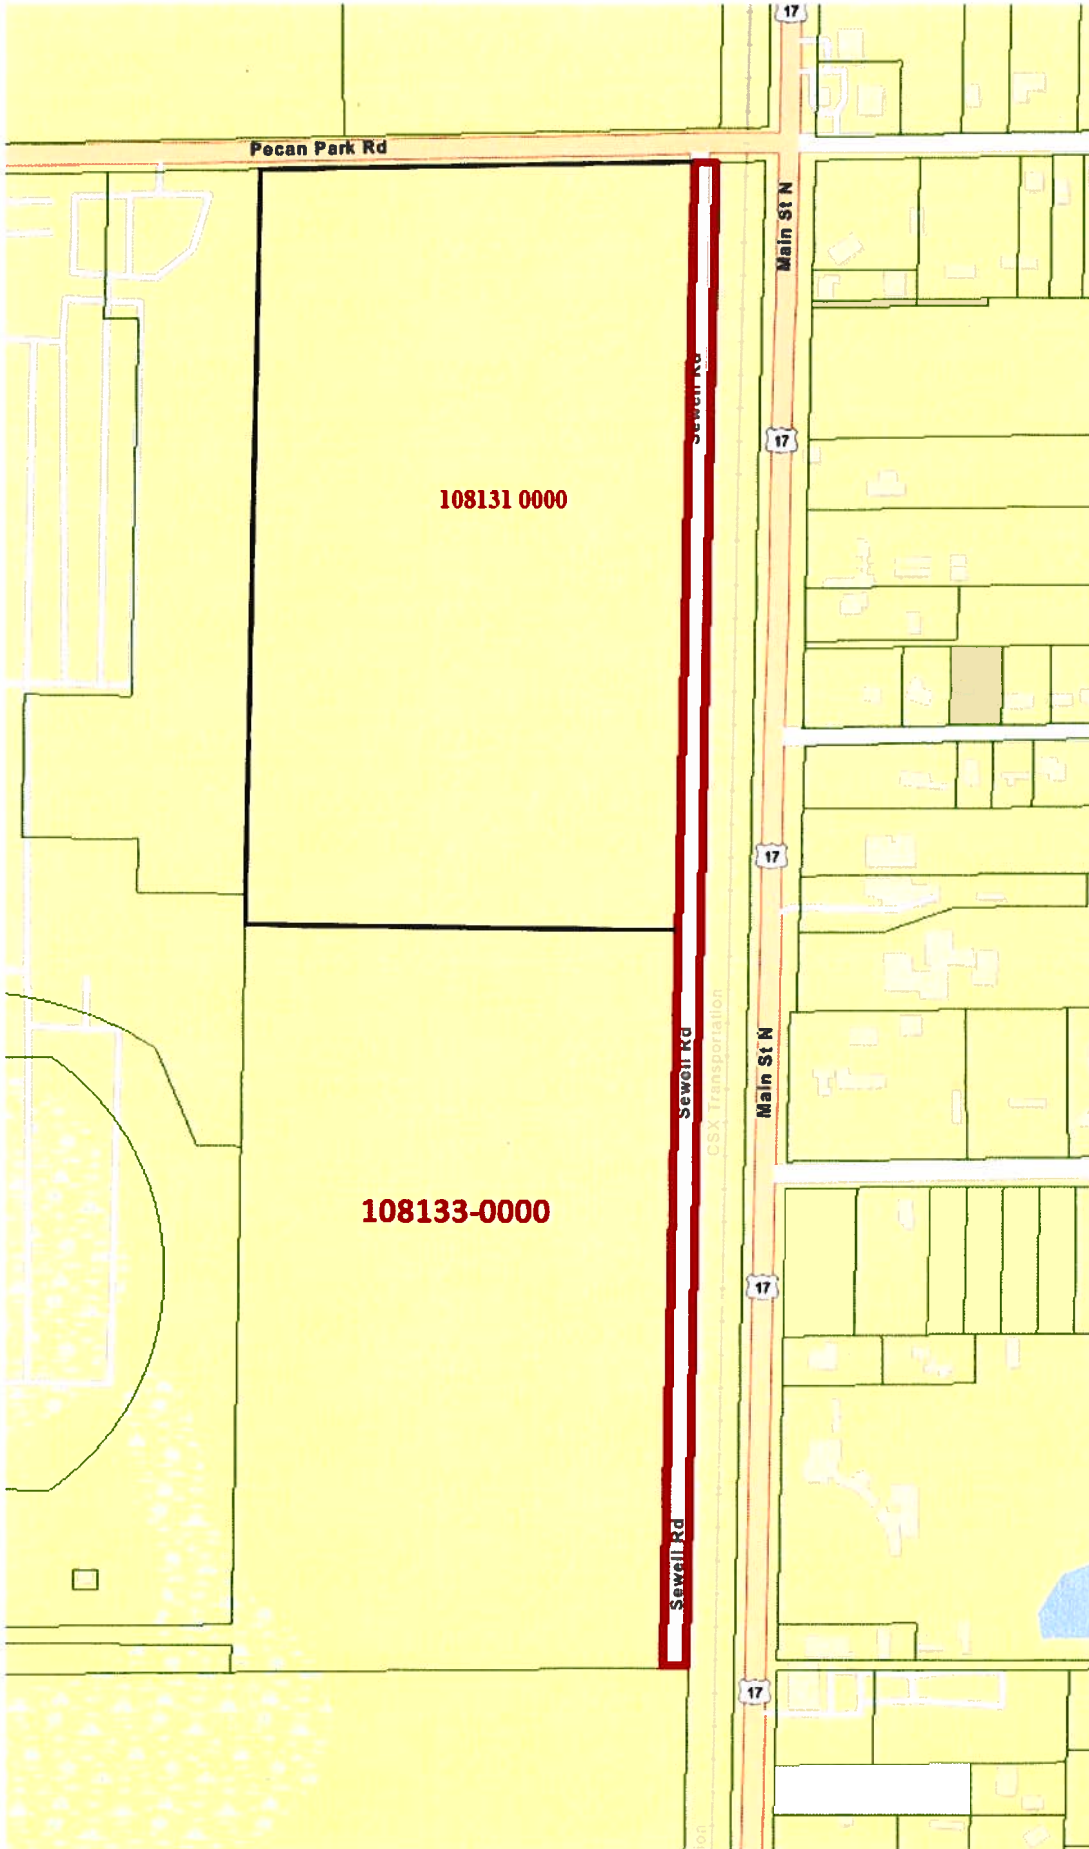 17
Pecan Park Rd
Main St N
Sewell Rd
17
108131 0000
17
CSX Transportation
Sewell Rd
Main St N
108133-0000
17
Sewell Rd
17